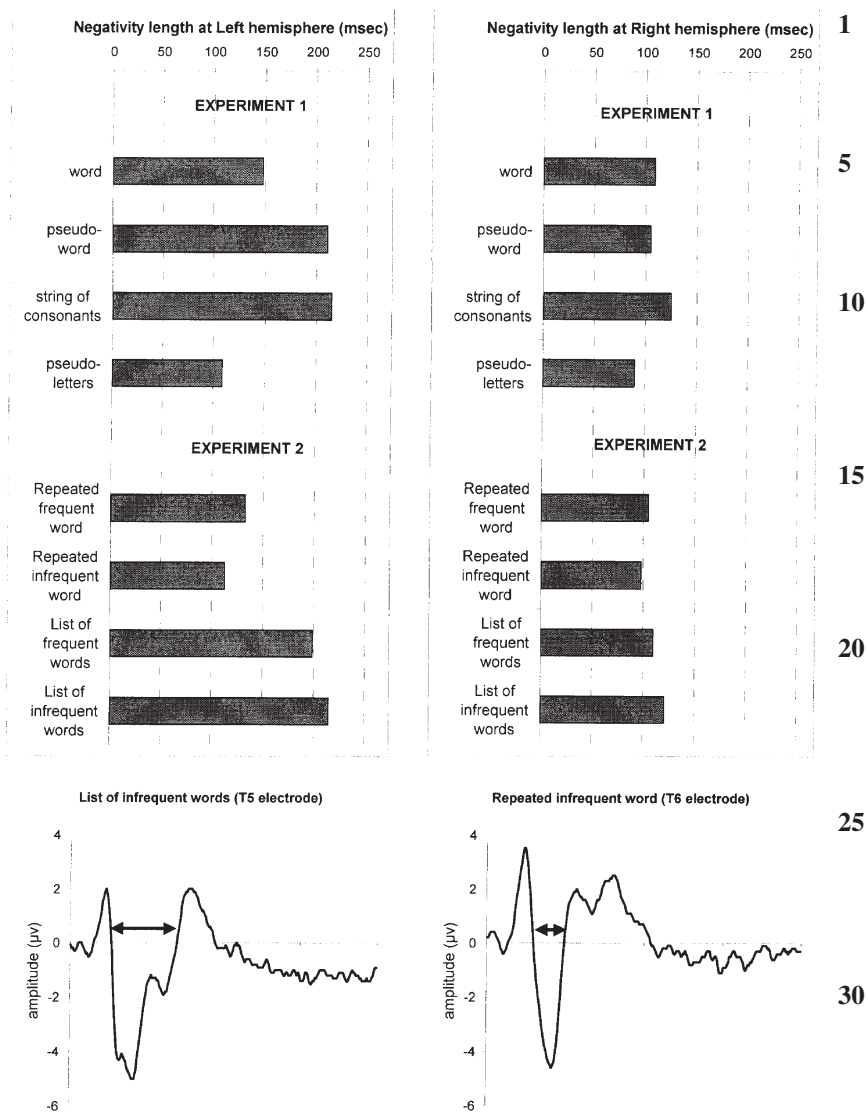 Negativity length at Left hemisphere (msec)
0 50 100 150 200 250
EXPERIMENT 1
word
pseudo-
word
string of
consonants
pseudo-
letters
EXPERIMENT 2
Repeated
frequent
word
Repeated
infrequent
word
List of
frequent
words
List of
infrequent
words
Negativity length at Right hemisphere (msec)
0 50 100 150 200 250
EXPERIMENT 1
word
pseudo-
word
string of
consonants
pseudo-
letters
EXPERIMENT 2
Repeated
frequent
word
Repeated
infrequent
word
List of
frequent
words
List of
infrequent
words
List of infrequent words (T5 electrode)
amplitude (µv)
4
2
0
-2
-4
-6
Repeated infrequent word (T6 electrode)
amplitude (µv)
4
2
0
-2
-4
-6
1
5
10
15
20
25
30